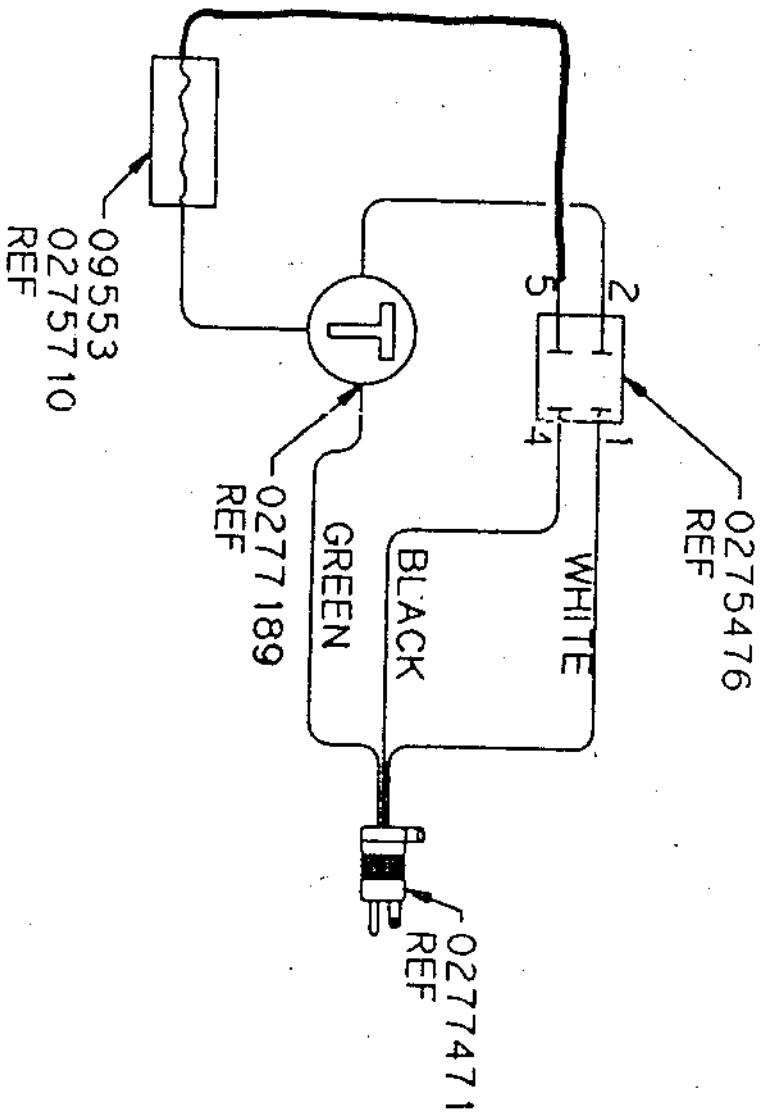 0275476
REF
2
5
1
4
WHITE
BLACK
GREEN
T
0277189
REF
09553
0275710
REF
0277471
REF